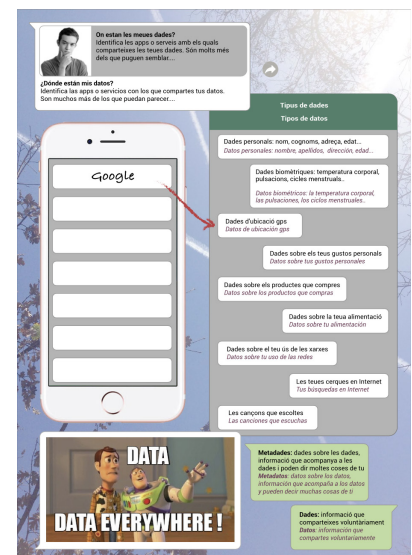 On estan les meues dades?
Identifica les apps o serveis amb els quals
comparteixes les teues dades. Són molts més
dels que puguen semblar....
¿Dónde están mis datos?
Identifica las apps o servicios con los que compartes tus datos.
Son muchos más de los que puedan parecer....
Tipus de dades
Tipos de datos
Google
Dades personals: nom, cognoms, adreça, edat...
Datos personales: nombre, apellidos, dirección, edad...
Dades biomètriques: temperatura corporal,
pulsacions, cicles menstruals..
Datos biométricos: la temperatura corporal,
las pulsaciones, los ciclos menstruales..
Dades d'ubicació gps
Datos de ubicación gps
Dades sobre els teus gustos personals
Datos sobre tus gustos personales
Dades sobre els productes que compres
Datos sobre los productos que compras
Dades sobre la teua alimentació
Datos sobre tu alimentación
Dades sobre el teu ús de les xarxes
Datos sobre tu uso de las redes
Les teues cerques en Internet
Tus búsquedas en Internet
Les cançons que escoltes
Las canciones que escuchas
DATA
DATA EVERYWHERE !
Metadades: dades sobre les dades,
informació que acompanya a les
dades i poden dir moltes coses de tu
Metadatos: datos sobre los datos,
información que acompaña a los datos
y pueden decir muchas cosas de ti
Dades: informació que
comparteixes voluntàriament
Datos: información que
compartes voluntariamente